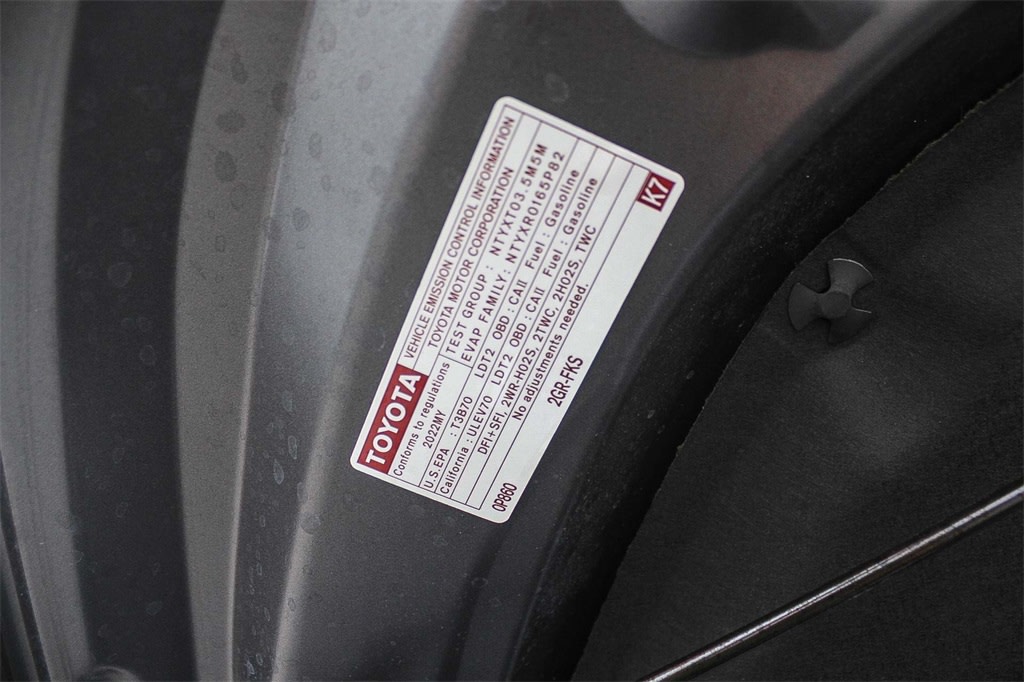 TOYOTA
VEHICLE EMISSION CONTROL INFORMATION
TOYOTA MOTOR CORPORATION
Conforms to regulations
2022MY
TEST GROUP: NTYXT03.5M5M
EVAP FAMILY: NTYXR0165P82
U.S.EPA : T3B70 LDT2 OBD : CAII Fuel : Gasoline
California : ULEV70 LDT2 OBD : CAII Fuel : Gasoline
DFI+SFI, 2WR-HO2S, 2TWC, 2HO2S, TWC
No adjustments needed.
0P860
2GR-FKS
K7